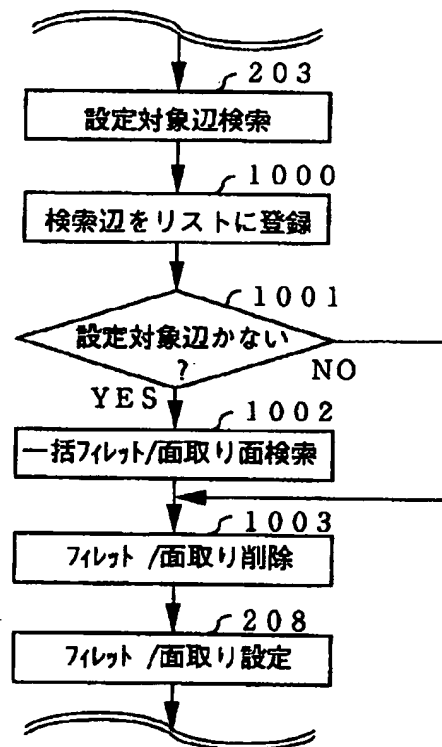 203
設定対象辺検索
1000
検索辺をリストに登録
1001
設定対象辺かない
?
NO
YES
1002
一括フィレット/面取り面検索
1003
フィレット /面取り削除
208
フィレット /面取り設定